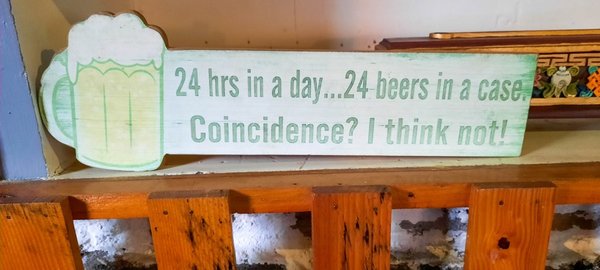 24 hrs in a day...24 beers in a case.
Coincidence? I think not!